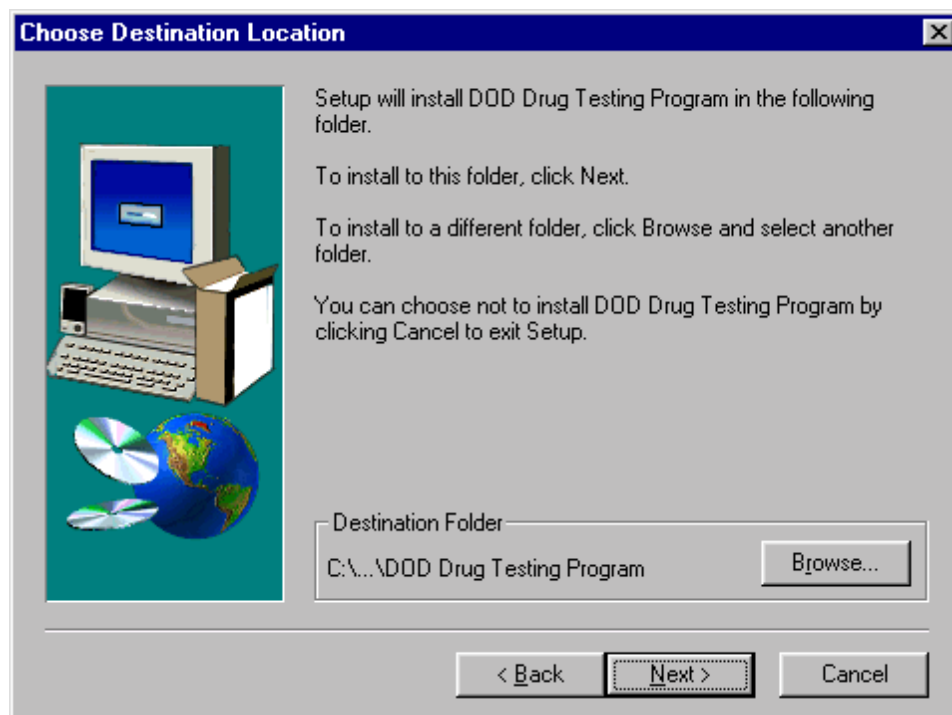 Choose Destination Location
Setup will install DOD Drug Testing Program in the following
folder.
To install to this folder, click Next.
To install to a different folder, click Browse and select another
folder.
You can choose not to install DOD Drug Testing Program by
clicking Cancel to exit Setup.
Destination Folder
C:\...\DOD Drug Testing Program
Browse...
< Back
Next >
Cancel